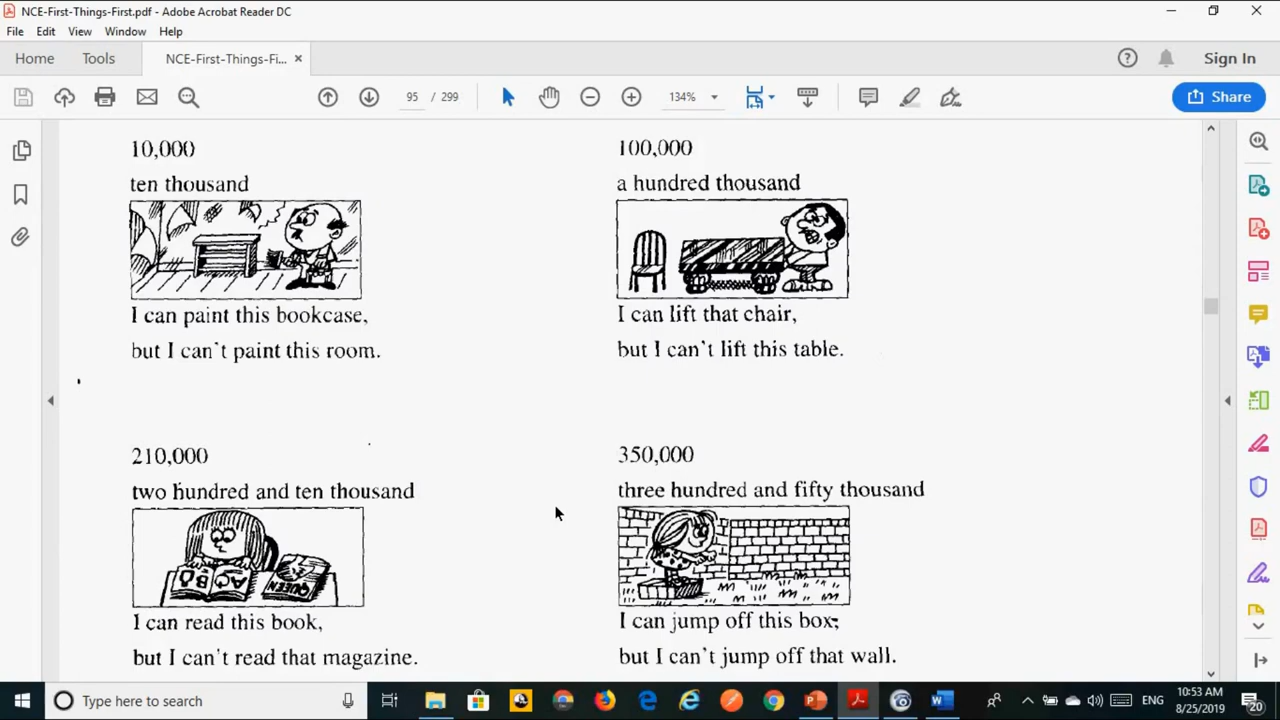 NCE-First-Things-First.pdf - Adobe Acrobat Reader DC
File Edit View Window Help
Home Tools NCE-First-Things-Fi... Sign In
95 / 299 134% Share
10,000
ten thousand
I can paint this bookcase,
but I can't paint this room.
100,000
a hundred thousand
I can lift that chair,
but I can't lift this table.
210,000
two hundred and ten thousand
QUEEN
I can read this book,
but I can't read that magazine.
350,000
three hundred and fifty thousand
I can jump off this box;
but I can't jump off that wall.
Type here to search
ENG
10:53 AM
8/25/2019
20